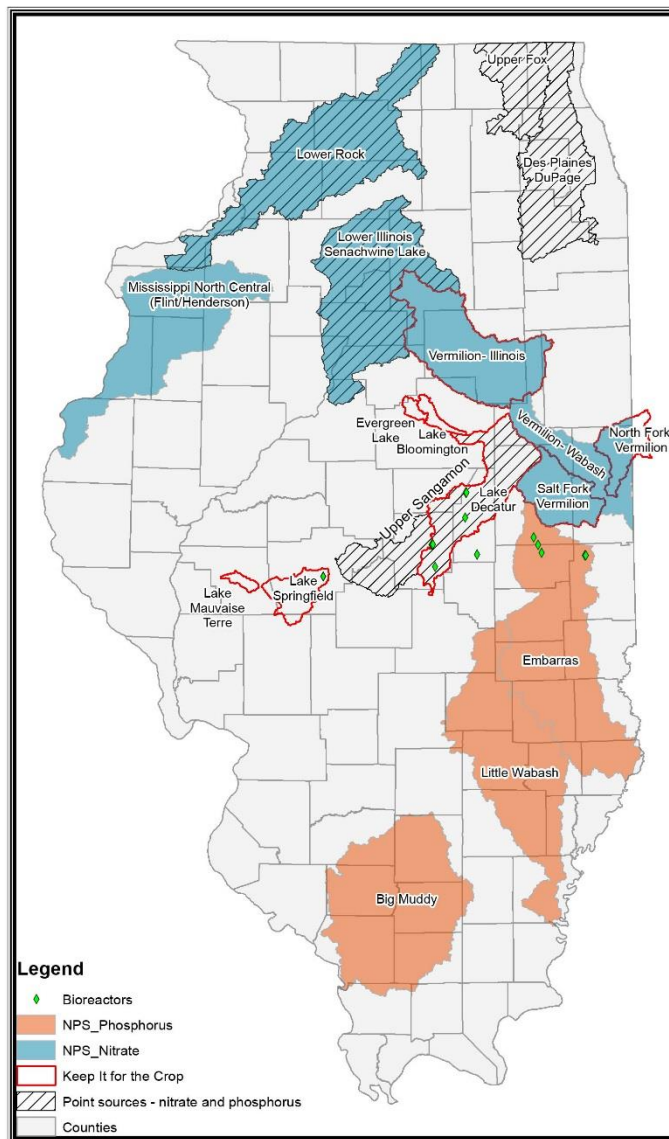 Upper Fox
Lower Rock
Des Plaines
DuPage
Lower Illinois
Senachwine Lake
Mississippi North Central
(Flint/Henderson)
Vermilion- Illinois
Evergreen
Lake
Lake
Bloomington
Vermilion- Wabash
North Fork
Vermilion
Upper Sangamon
Lake
Decatur
Salt Fork
Vermilion
Lake
Springfield
Lake
Mauvaise
Terre
Embarras
Little Wabash
Big Muddy
Legend
Bioreactors
NPS_Phosphorus
NPS_Nitrate
Keep It for the Crop
Point sources - nitrate and phosphorus
Counties